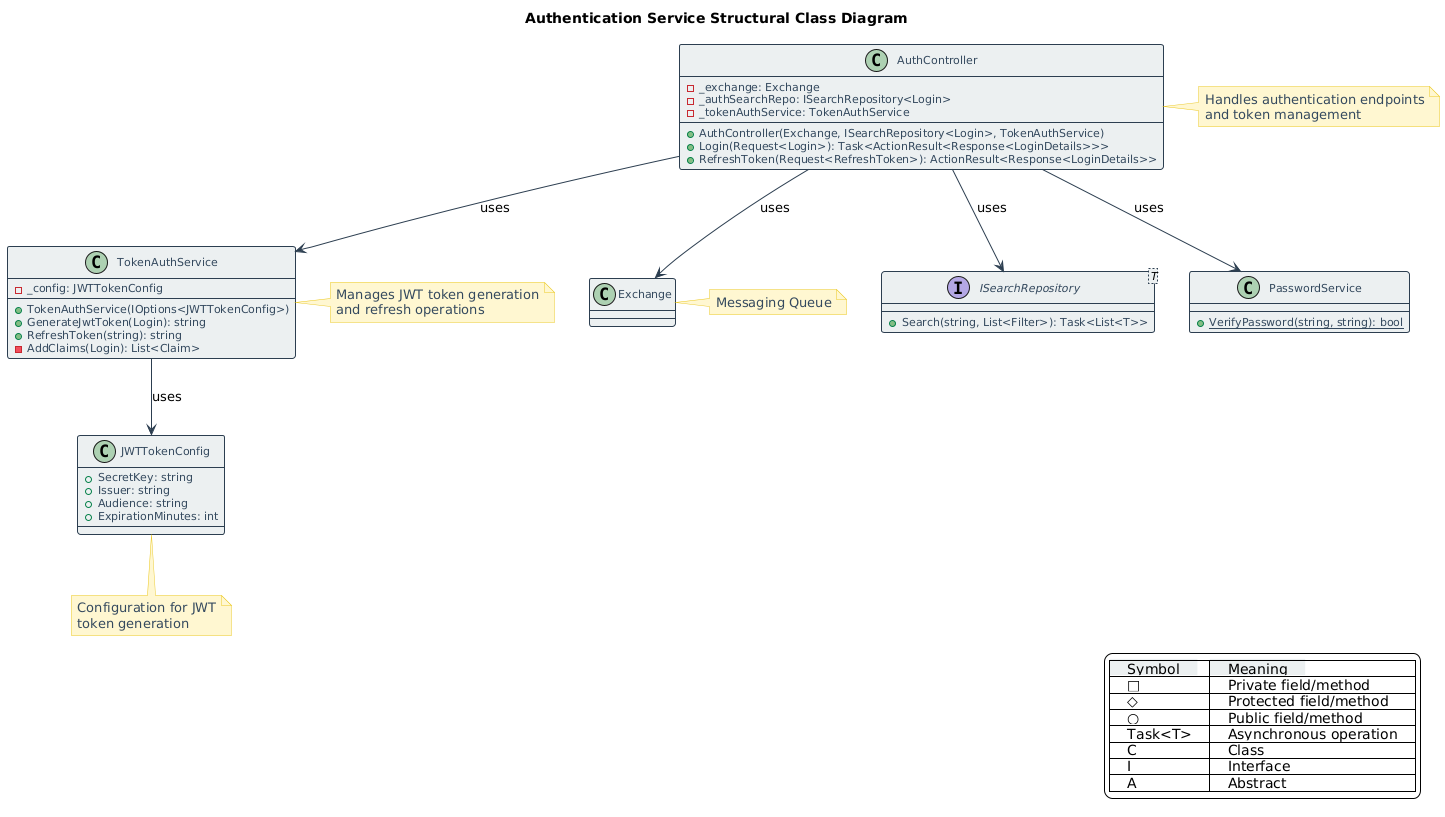 Authentication Service Structural Class Diagram
C AuthController
_exchange: Exchange
_authSearchRepo: ISearchRepository<Login>
_tokenAuthService: TokenAuthService
AuthController(Exchange, ISearchRepository<Login>, TokenAuthService)
Login(Request<Login>): Task<ActionResult<Response<LoginDetails>>>
RefreshToken(Request<RefreshToken>): ActionResult<Response<LoginDetails>>
Handles authentication endpoints
and token management
uses
uses
uses
uses
C TokenAuthService
_config: JWTTokenConfig
TokenAuthService(IOptions<JWTTokenConfig>)
GenerateJwtToken(Login): string
RefreshToken(string): string
AddClaims(Login): List<Claim>
Manages JWT token generation
and refresh operations
C Exchange
Messaging Queue
I ISearchRepository T
Search(string, List<Filter>): Task<List<T>>
C PasswordService
VerifyPassword(string, string): bool
uses
C JWTTokenConfig
SecretKey: string
Issuer: string
Audience: string
ExpirationMinutes: int
Configuration for JWT
token generation
Symbol Meaning
□ Private field/method
◇ Protected field/method
○ Public field/method
Task<T> Asynchronous operation
C Class
I Interface
A Abstract